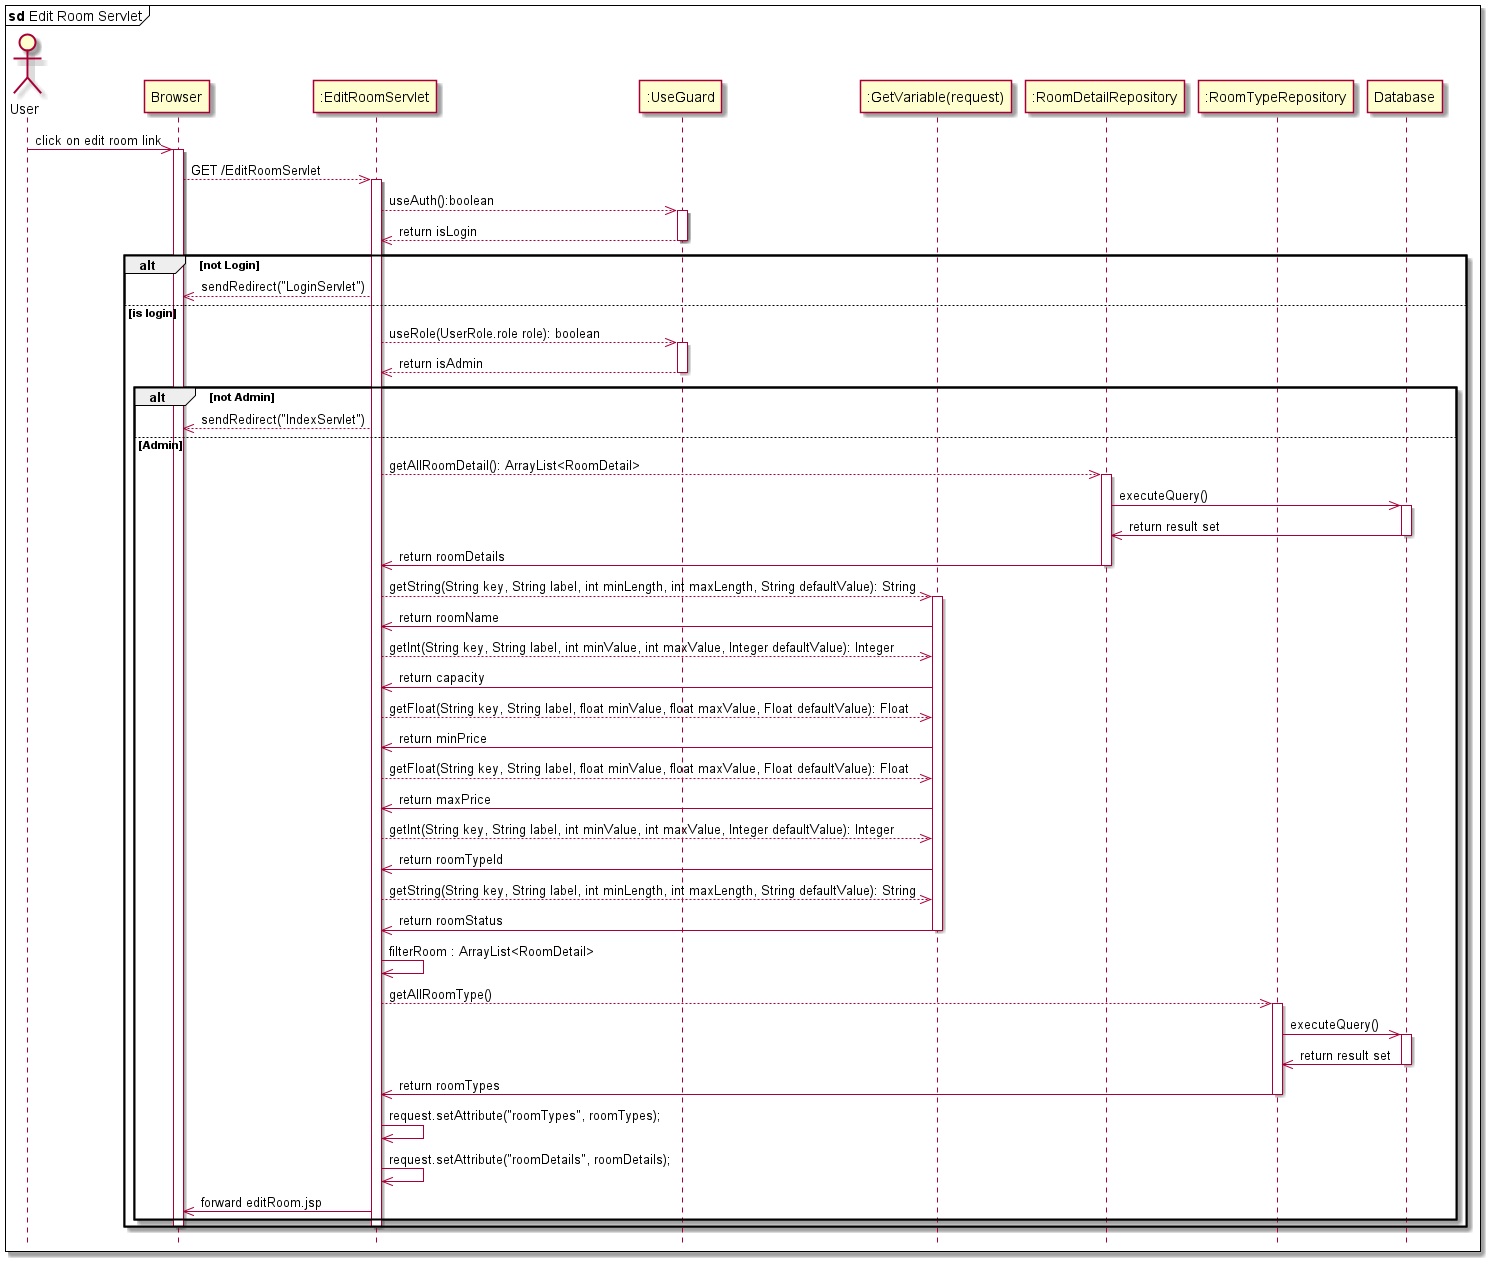 sd Edit Room Servlet
User
Browser
:EditRoomServlet
:UseGuard
:GetVariable(request)
:RoomDetailRepository
:RoomTypeRepository
Database
click on edit room link
GET /EditRoomServlet
useAuth():boolean
return isLogin
alt [not Login]
sendRedirect("LoginServlet")
[is login]
useRole(UserRole.role role): boolean
return isAdmin
alt [not Admin]
sendRedirect("IndexServlet")
[Admin]
getAllRoomDetail(): ArrayList<RoomDetail>
executeQuery()
return result set
return roomDetails
getString(String key, String label, int minLength, int maxLength, String defaultValue): String
return roomName
getInt(String key, String label, int minValue, int maxValue, Integer defaultValue): Integer
return capacity
getFloat(String key, String label, float minValue, float maxValue, Float defaultValue): Float
return minPrice
getFloat(String key, String label, float minValue, float maxValue, Float defaultValue): Float
return maxPrice
getInt(String key, String label, int minValue, int maxValue, Integer defaultValue): Integer
return roomTypeId
getString(String key, String label, int minLength, int maxLength, String defaultValue): String
return roomStatus
filterRoom : ArrayList<RoomDetail>
getAllRoomType()
executeQuery()
return result set
return roomTypes
request.setAttribute("roomTypes", roomTypes);
request.setAttribute("roomDetails", roomDetails);
forward editRoom.jsp